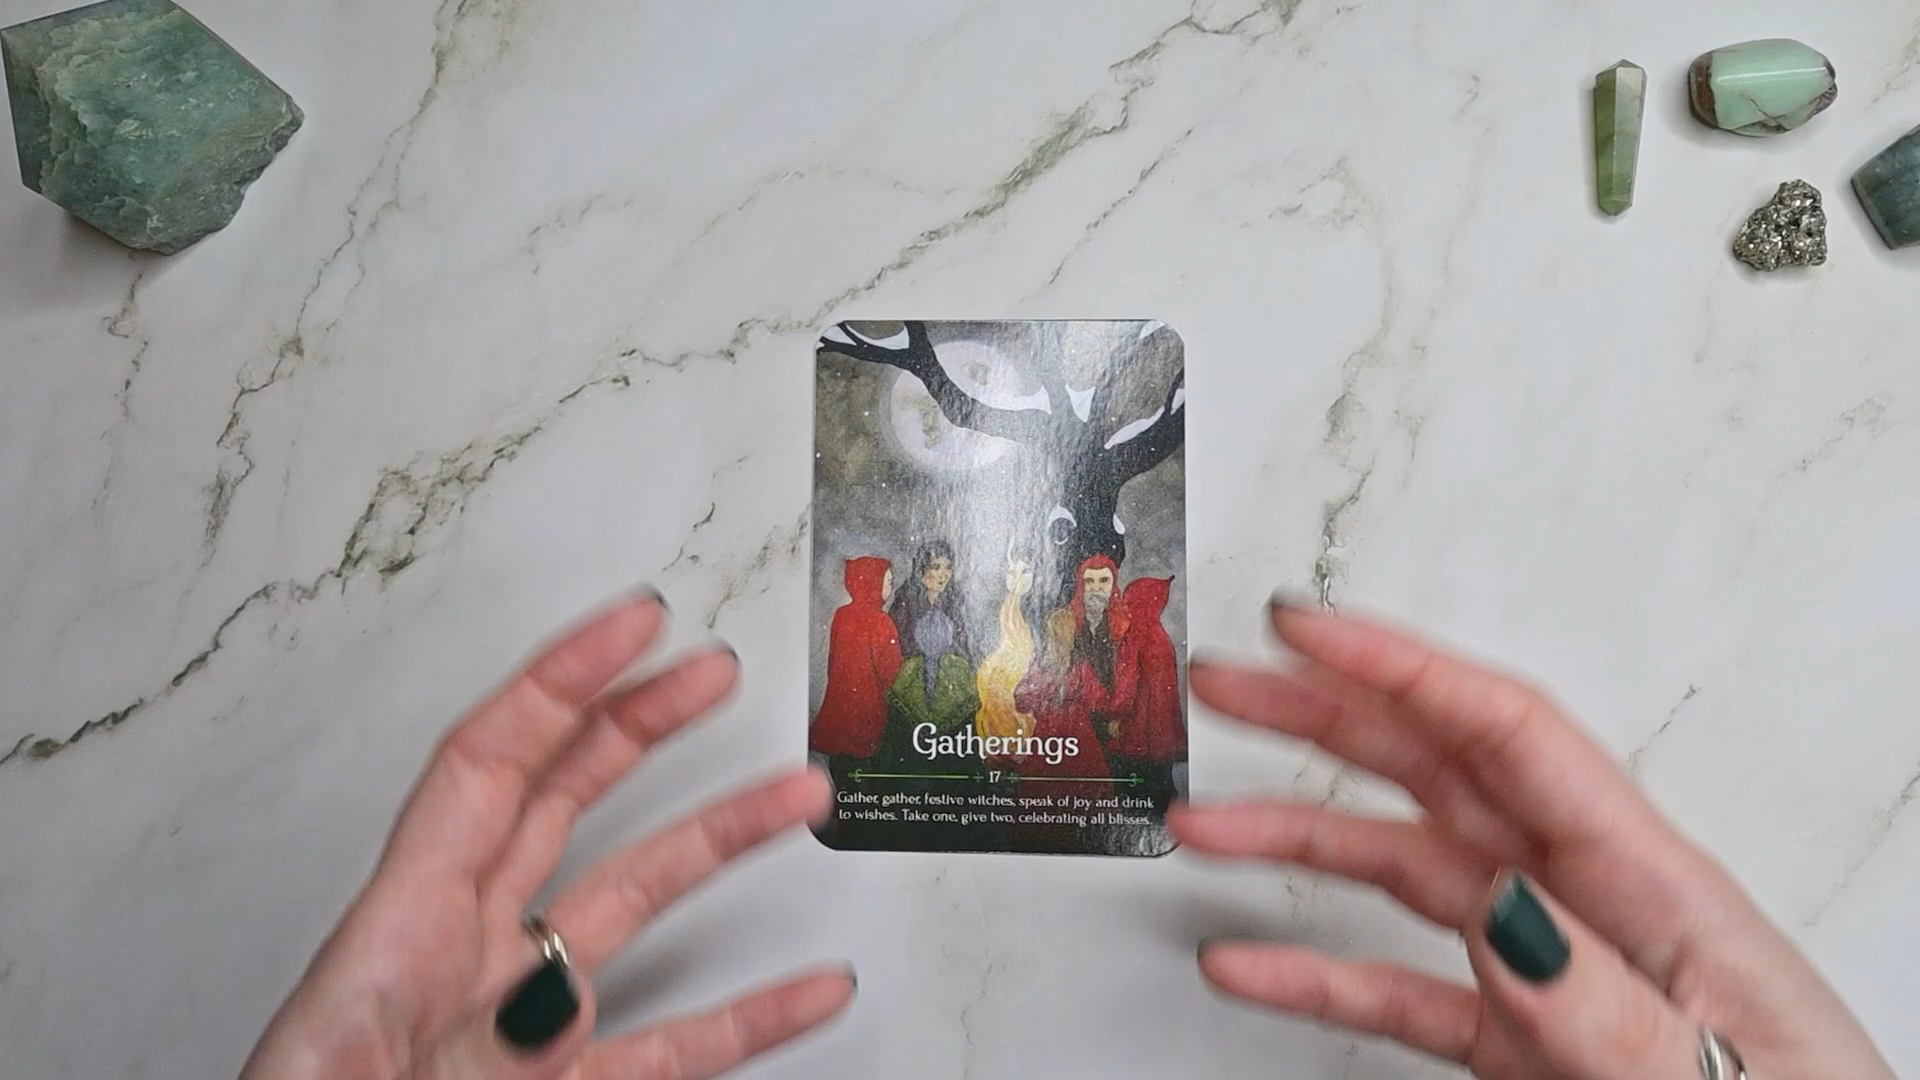 Gatherings
17
Gather, gather, festive witches, speak of joy and drink
to wishes. Take one, give two, celebrating all blisses.